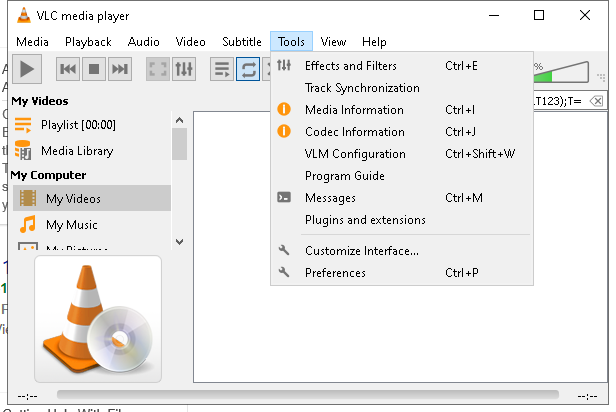 VLC media player
Media Playback Audio Video Subtitle Tools View Help
%
My Videos
Playlist [00:00]
Media Library
My Computer
My Videos
My Music
My Pictures
Effects and Filters Ctrl+E
Track Synchronization
Media Information Ctrl+I
Codec Information Ctrl+J
VLM Configuration Ctrl+Shift+W
Program Guide
Messages Ctrl+M
Plugins and extensions
Customize Interface...
Preferences Ctrl+P
.T123);T=
--:-- --:--